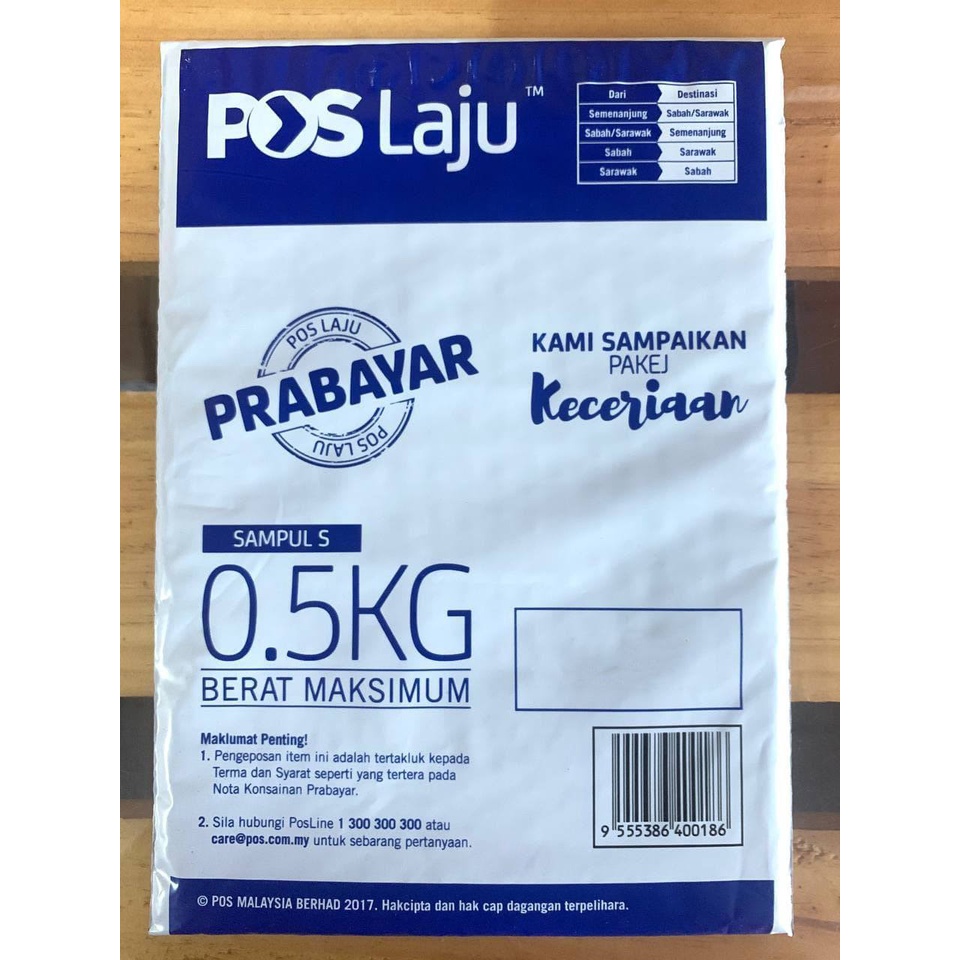 POS Laju™
Dari Destinasi
Semenanjung Sabah/Sarawak
Sabah/Sarawak Semenanjung
Sabah Sarawak
Sarawak Sabah
POS LAJU
PRABAYAR
POS LAJU
KAMI SAMPAIKAN
PAKEJ
Keceriaan
SAMPUL S
0.5KG
BERAT MAKSIMUM
Maklumat Penting!
1. Pengeposan item ini adalah tertakluk kepada
Terma dan Syarat seperti yang tertera pada
Nota Konsainan Prabayar.
2. Sila hubungi PosLine 1 300 300 300 atau
care@pos.com.my untuk sebarang pertanyaan.
9 555386 400186
© POS MALAYSIA BERHAD 2017. Hakcipta dan hak cap dagangan terpelihara.